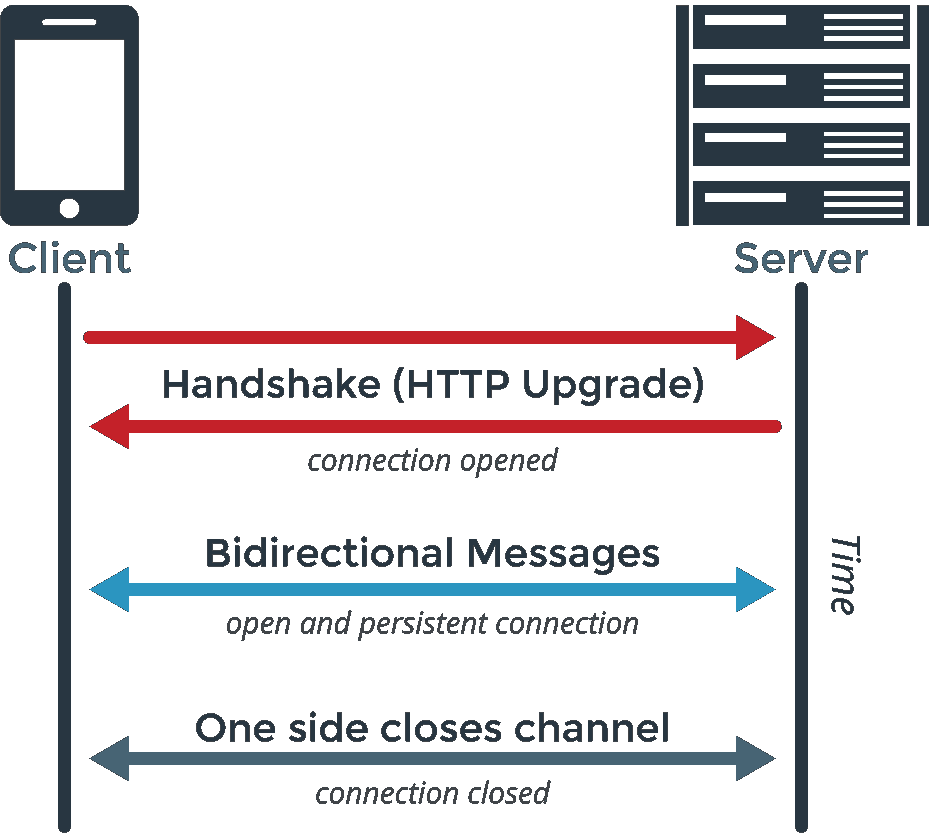 Client
Server
Handshake (HTTP Upgrade)
connection opened
Bidirectional Messages
open and persistent connection
Time
One side closes channel
connection closed